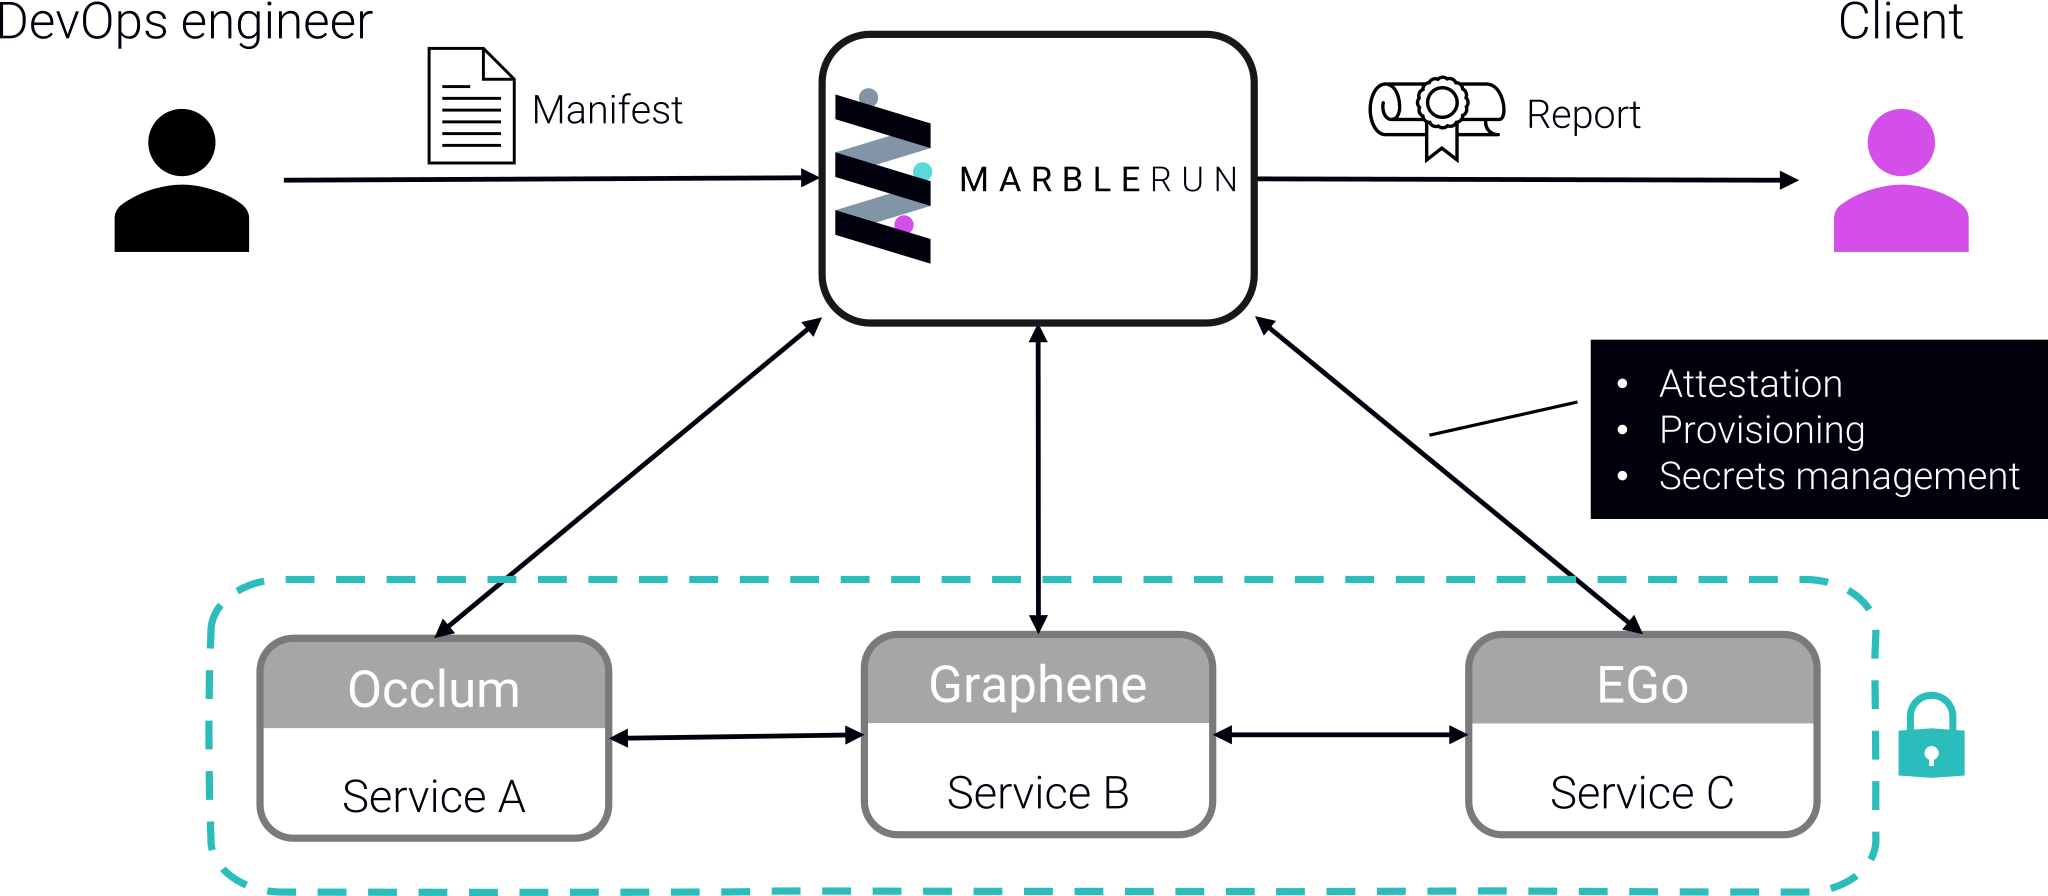 DevOps engineer
Client
Manifest
Report
MARBLERUN
• Attestation
• Provisioning
• Secrets management
Occlum
Graphene
EGo
Service A
Service B
Service C